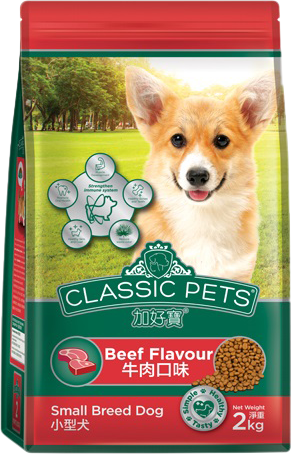 Strengthen
immune system
CLASSIC PETS®
加好寶®
Beef Flavour
牛肉口味
Small Breed Dog
小型犬
Simple
Healthy
Tasty
Net Weight
淨重
2kg